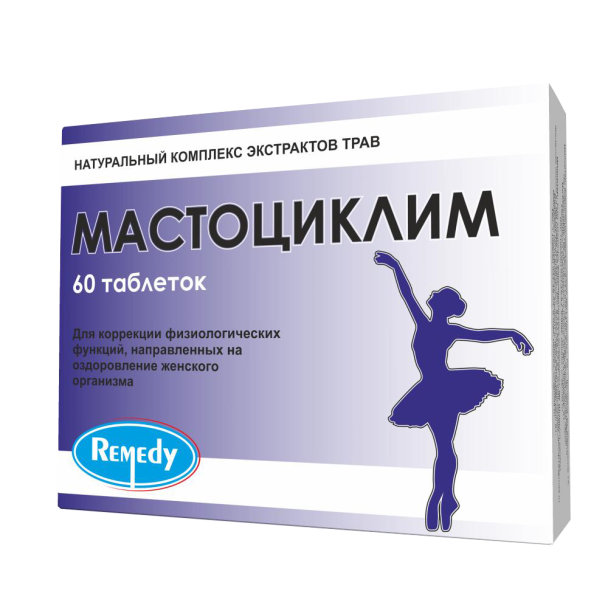 НАТУРАЛЬНЫЙ КОМПЛЕКС ЭКСТРАКТОВ ТРАВ
МАСТОЦИКЛИМ
60 таблеток
Для коррекции физиологических
функций, направленных на
оздоровление женского
организма
Remedy